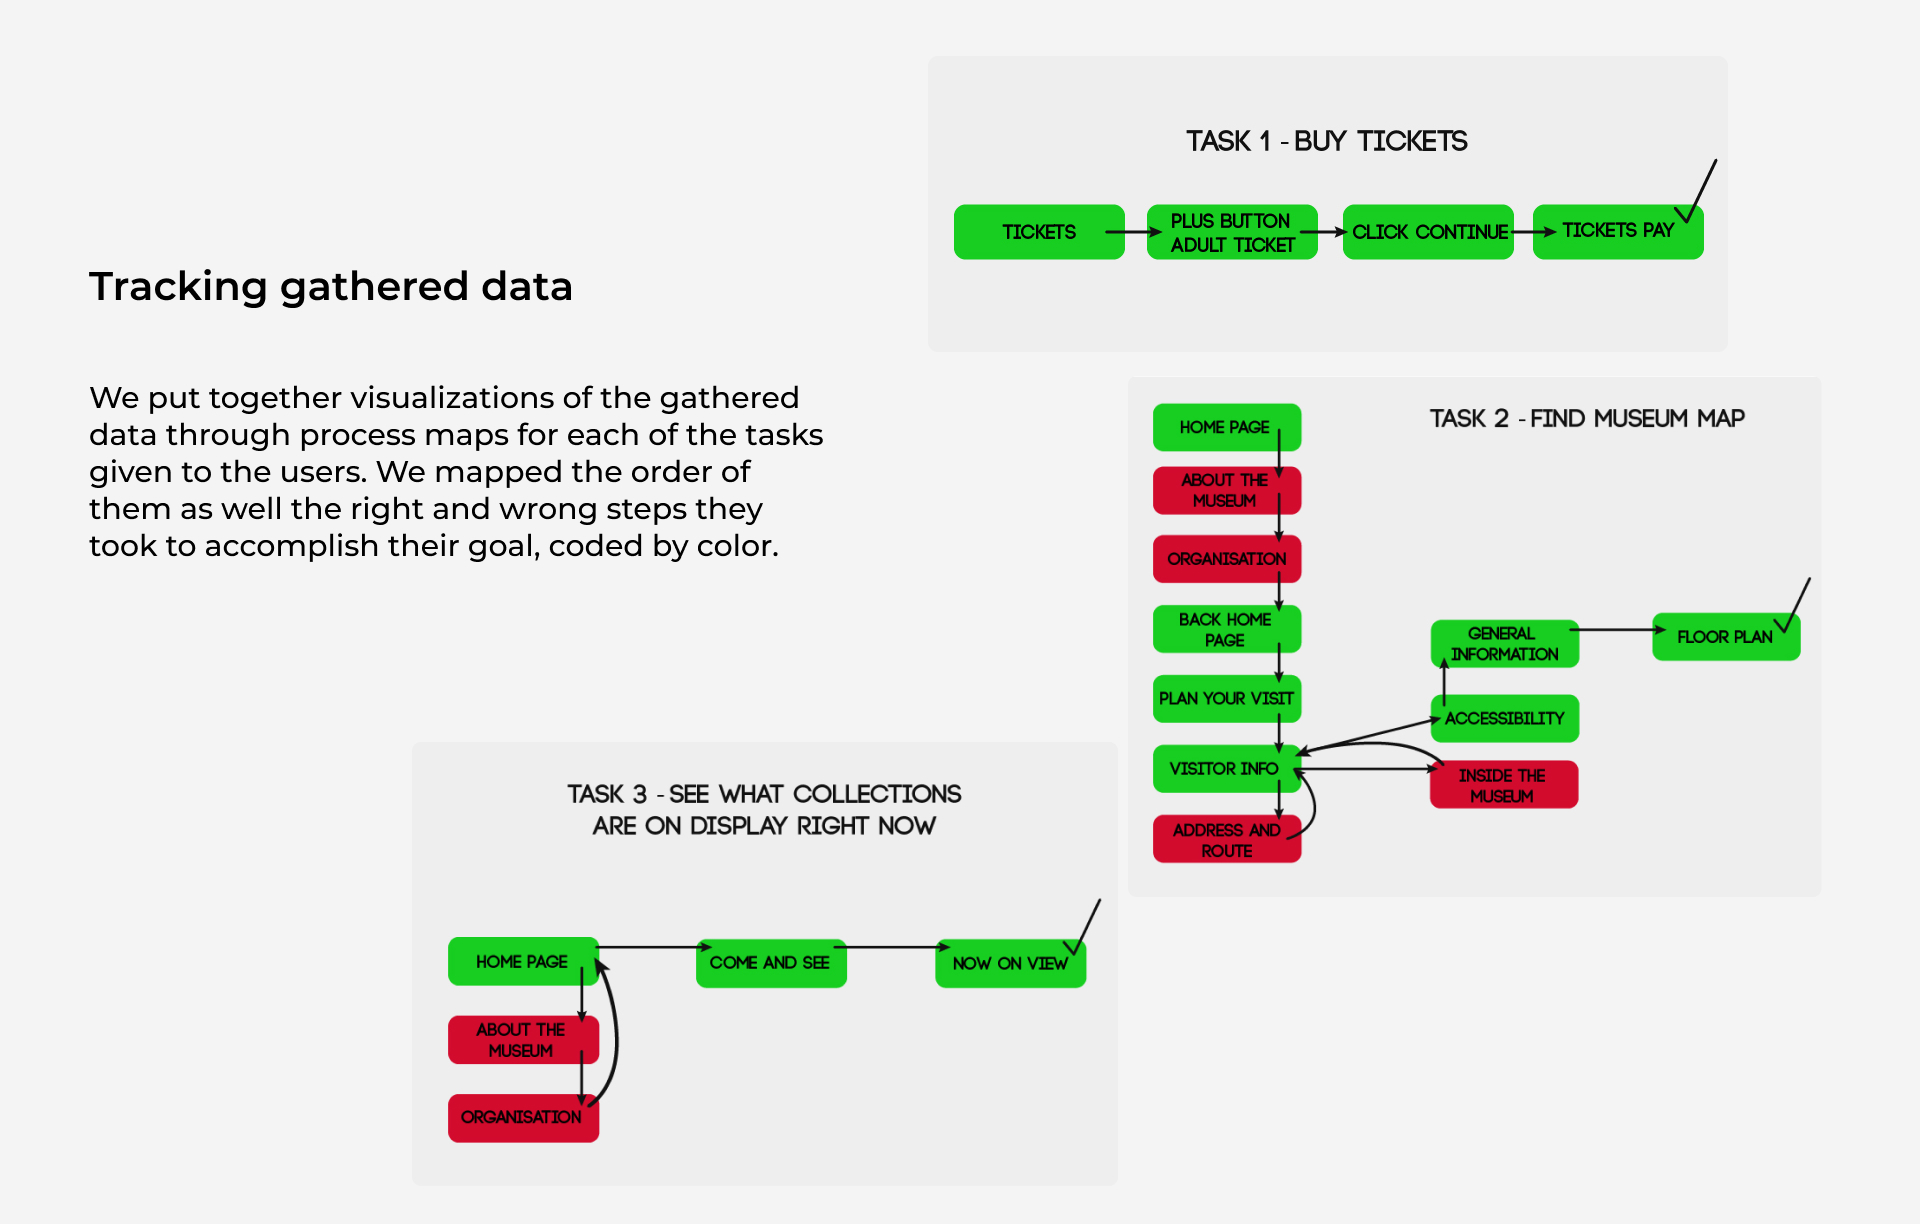 Tracking gathered data
We put together visualizations of the gathered
data through process maps for each of the tasks
given to the users. We mapped the order of
them as well the right and wrong steps they
took to accomplish their goal, coded by color.
TASK 1 - BUY TICKETS
TICKETS
PLUS BUTTON
ADULT TICKET
CLICK CONTINUE
TICKETS PAY
TASK 2 - FIND MUSEUM MAP
HOME PAGE
ABOUT THE
MUSEUM
ORGANISATION
BACK HOME
PAGE
PLAN YOUR VISIT
VISITOR INFO
ADDRESS AND
ROUTE
INSIDE THE
MUSEUM
ACCESSIBILITY
GENERAL
INFORMATION
FLOOR PLAN
TASK 3 - SEE WHAT COLLECTIONS
ARE ON DISPLAY RIGHT NOW
HOME PAGE
ABOUT THE
MUSEUM
ORGANISATION
COME AND SEE
NOW ON VIEW